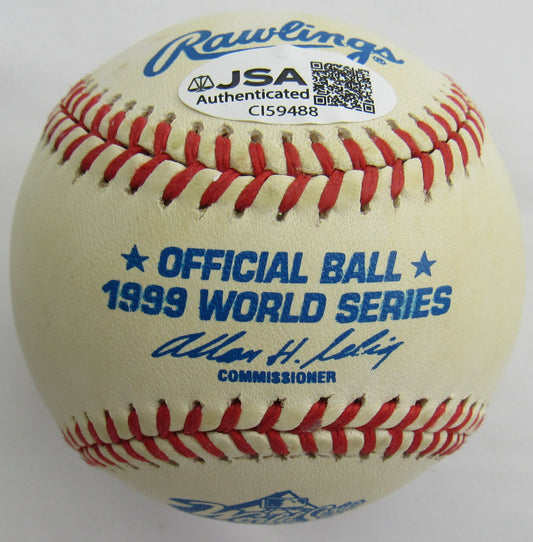 Rawlings ®
JSA
Authenticated
CI59488
★ OFFICIAL BALL ★
1999 WORLD SERIES
Allan H. Selig
COMMISSIONER